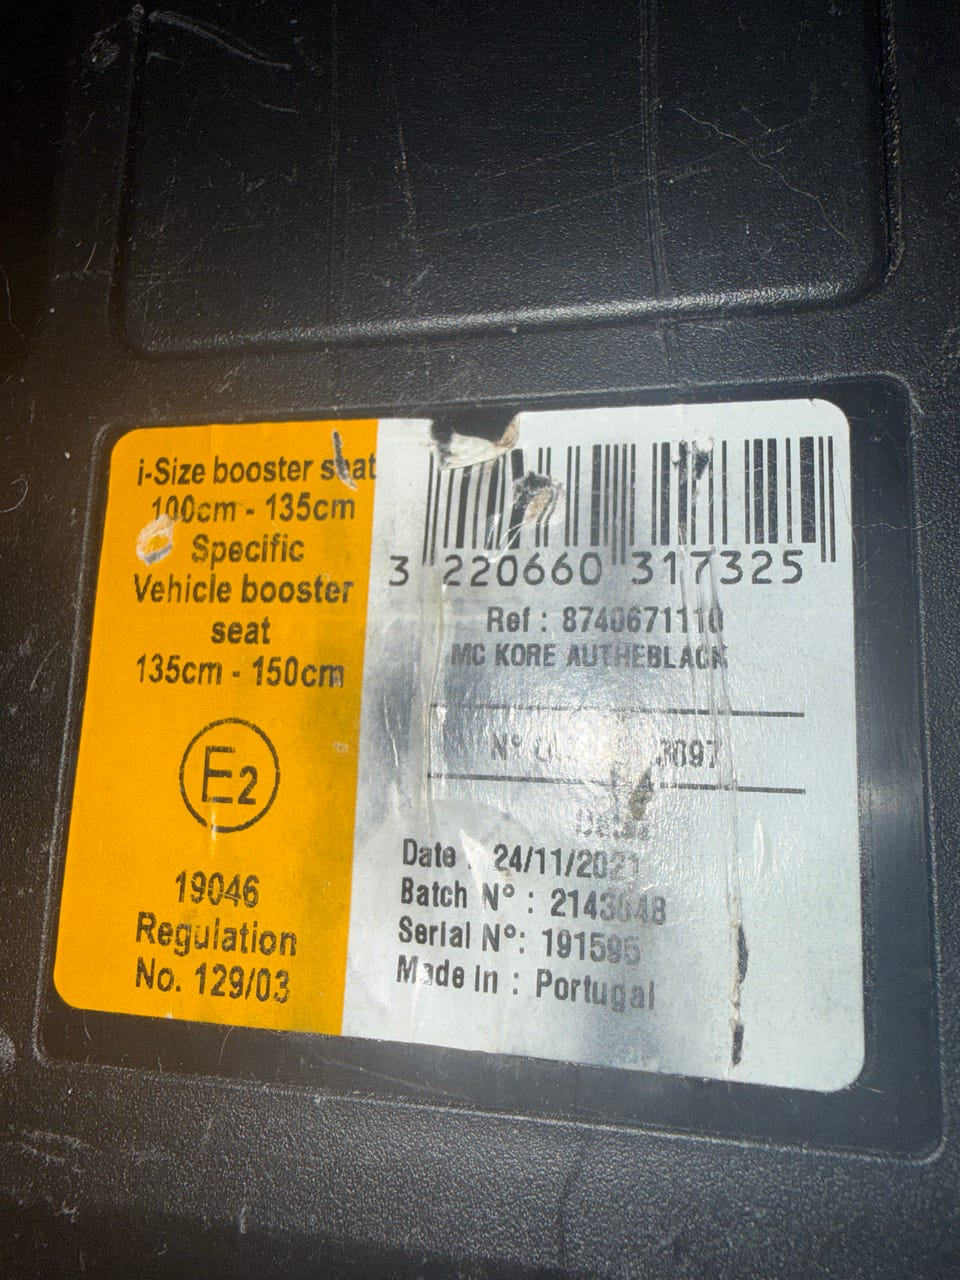 i-Size booster seat
100cm - 135cm
Specific
Vehicle booster
seat
135cm - 150cm
E2
19046
Regulation
No. 129/03
3 220660 317325
Ref : 8740671110
MC KORE AUTHEBLACK
N°
Date : 24/11/2021
Batch N° :
Serial N°: 191595
Made in : Portugal